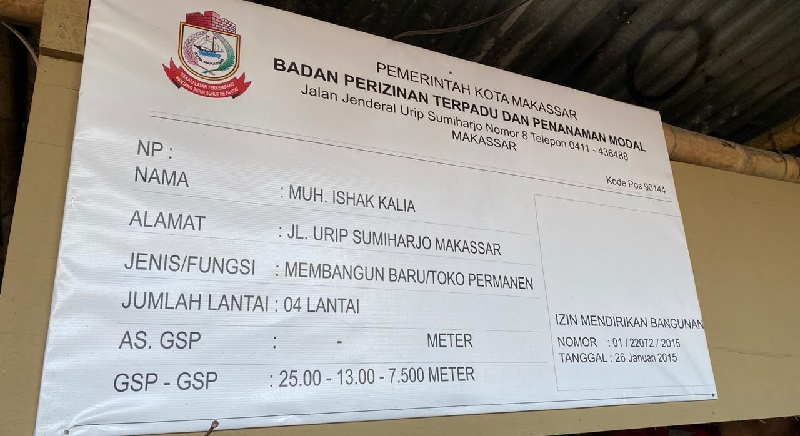 PEMERINTAH KOTA MAKASSAR
BADAN PERIZINAN TERPADU DAN PENANAMAN MODAL
Jalan Jenderal Urip Sumiharjo Nomor 8 Telepon 0411 - 436488
MAKASSAR
Kode Pos 90144
NP :
NAMA : MUH. ISHAK KALIA
ALAMAT : JL. URIP SUMIHARJO MAKASSAR
JENIS/FUNGSI : MEMBANGUN BARU/TOKO PERMANEN
JUMLAH LANTAI : 04 LANTAI
AS. GSP : - METER
GSP - GSP : 25.00 - 13.00 - 7.500 METER
IZIN MENDIRIKAN BANGUNAN
NOMOR : 01 / 22072 / 2015
TANGGAL : 26 Januari 2015